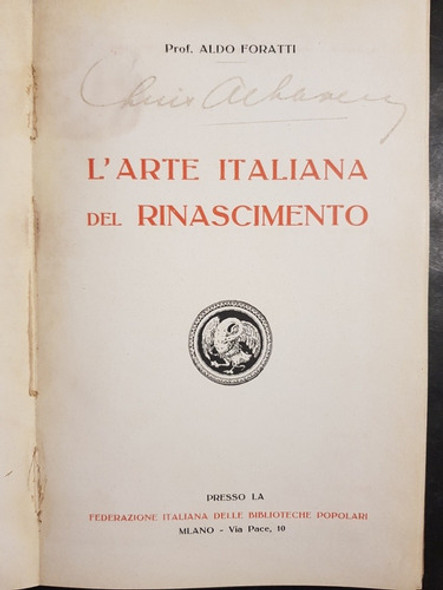 Prof. ALDO FORATTI
L'ARTE ITALIANA
DEL RINASCIMENTO
PRESSO LA
FEDERAZIONE ITALIANA DELLE BIBLIOTECHE POPOLARI
MILANO - Via Pace, 10